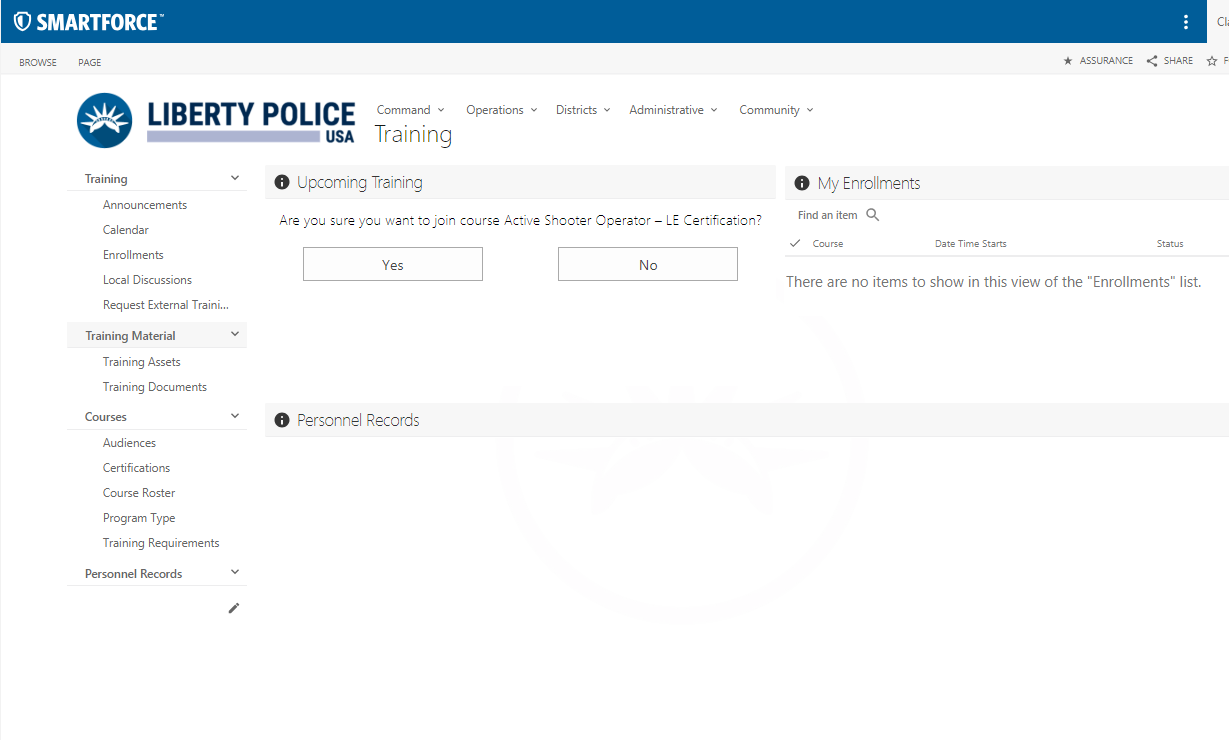 SMARTFORCE™
BROWSE PAGE
ASSURANCE SHARE
LIBERTY POLICE
USA
Command Operations Districts Administrative Community
Training
Training
Announcements
Calendar
Enrollments
Local Discussions
Request External Traini...
Training Material
Training Assets
Training Documents
Courses
Audiences
Certifications
Course Roster
Program Type
Training Requirements
Personnel Records
Upcoming Training
Are you sure you want to join course Active Shooter Operator – LE Certification?
Yes No
My Enrollments
Find an item
Course Date Time Starts Status
There are no items to show in this view of the "Enrollments" list.
Personnel Records